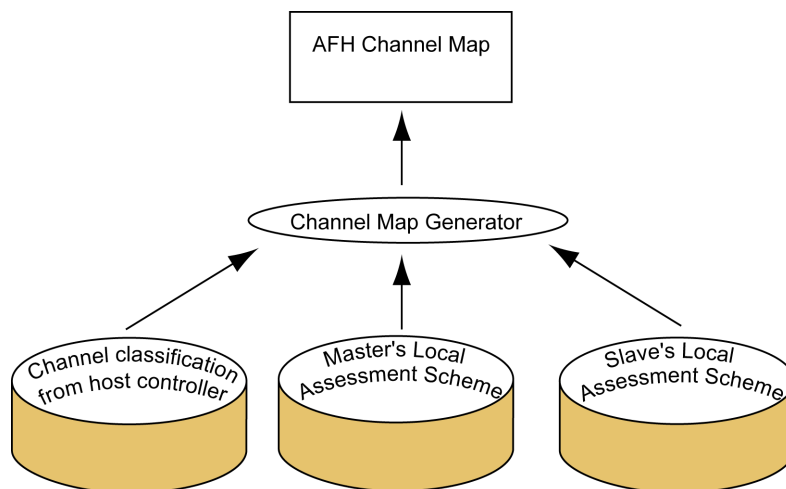 AFH Channel Map
Channel Map Generator
Channel classification
from host controller
Master's Local
Assessment Scheme
Slave's Local
Assessment Scheme